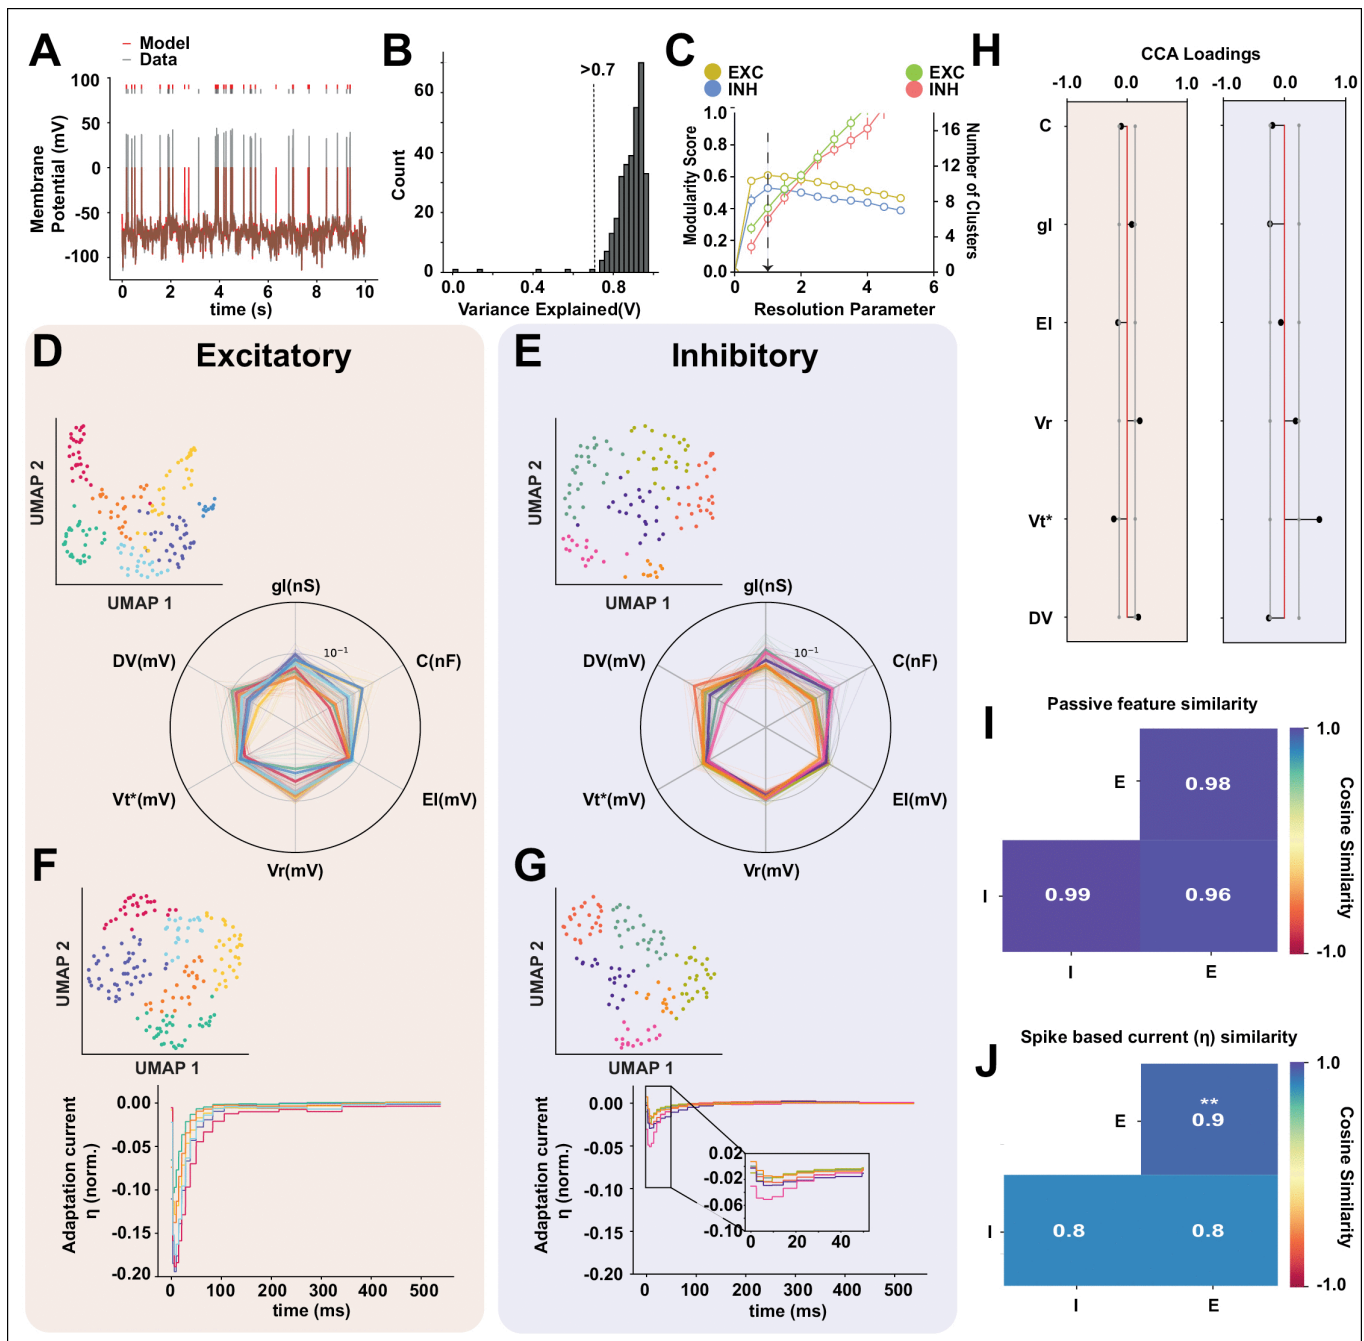 A
Model
Data
100
50
0
-50
-100
Membrane
Potential (mV)
0 2 4 6 8 10
time (s)
B
>0.7
60
40
20
0
Count
0.0 0.4 0.8
Variance Explained(V)
C
EXC
INH
EXC
INH
1.0
0.8
0.6
0.4
0.2
0.0
Modularity Score
16
12
8
4
0
Number of Clusters
0 2 4 6
Resolution Parameter
D
Excitatory
UMAP 2
UMAP 1
gl(nS)
DV(mV)
10⁻¹
C(nF)
Vt*(mV)
El(mV)
Vr(mV)
E
Inhibitory
UMAP 2
UMAP 1
gl(nS)
DV(mV)
10⁻¹
C(nF)
Vt*(mV)
El(mV)
Vr(mV)
F
UMAP 2
UMAP 1
0.00
-0.05
-0.10
-0.15
-0.20
Adaptation current
η (norm.)
0 100 200 300 400 500
time (ms)
G
UMAP 2
UMAP 1
0.00
-0.05
-0.10
-0.15
-0.20
Adaptation current
η (norm.)
0.02
-0.02
-0.06
-0.10
0 20 40
0 100 200 300 400 500
time (ms)
H
CCA Loadings
-1.0 0.0 1.0
-1.0 0.0 1.0
C
gl
El
Vr
Vt*
DV
I
Passive feature similarity
E
0.98
I
0.99
0.96
I
E
1.0
-1.0
Cosine Similarity
J
Spike based current (η) similarity
E
**
0.9
I
0.8
0.8
I
E
1.0
-1.0
Cosine Similarity